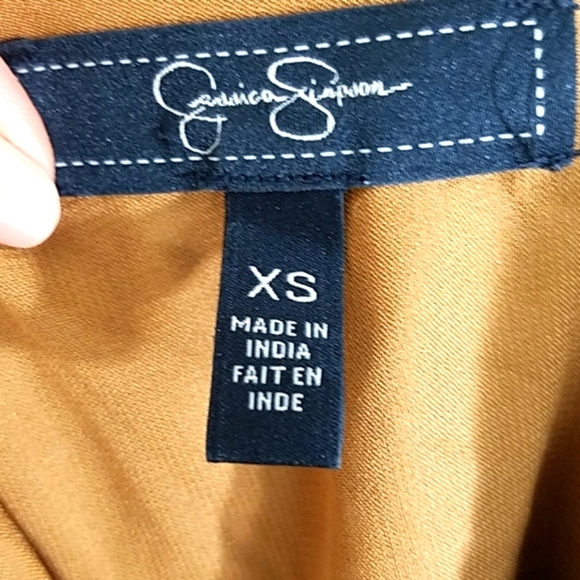 Jessica Simpson
XS
MADE IN
INDIA
FAIT EN
INDE